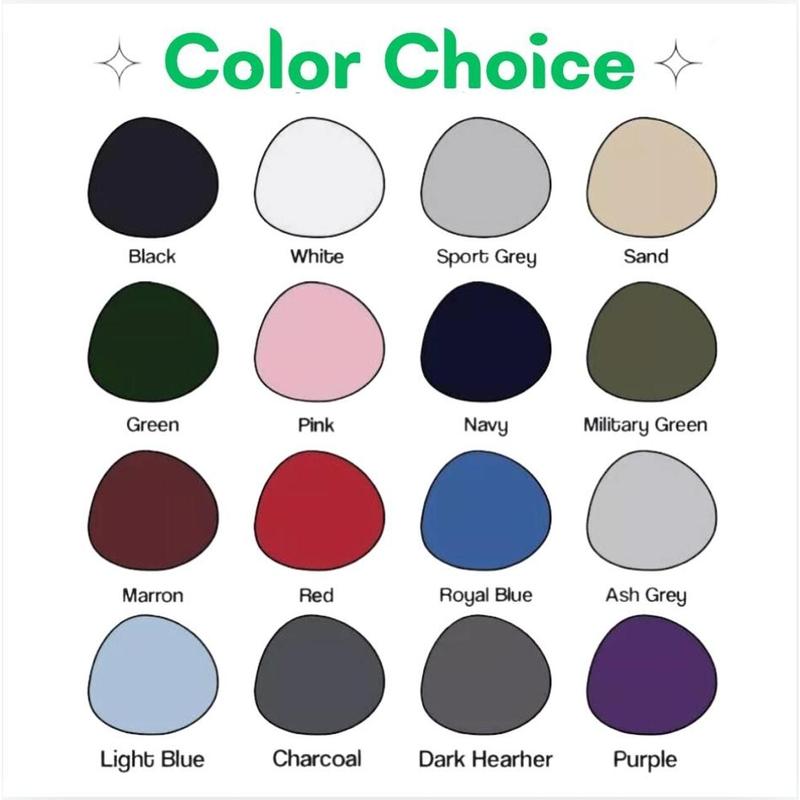 Color Choice
Black White Sport Grey Sand
Green Pink Navy Military Green
Marron Red Royal Blue Ash Grey
Light Blue Charcoal Dark Hearher Purple